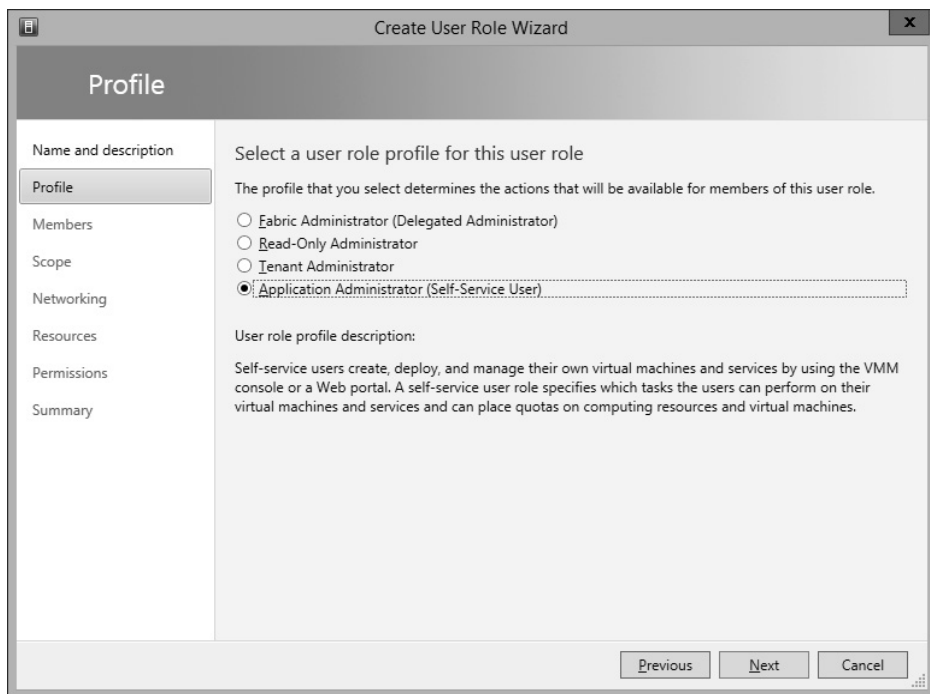 Create User Role Wizard
x
Profile
Name and description
Profile
Members
Scope
Networking
Resources
Permissions
Summary
Select a user role profile for this user role
The profile that you select determines the actions that will be available for members of this user role.
Fabric Administrator (Delegated Administrator)
Read-Only Administrator
Tenant Administrator
Application Administrator (Self-Service User)
User role profile description:
Self-service users create, deploy, and manage their own virtual machines and services by using the VMM
console or a Web portal. A self-service user role specifies which tasks the users can perform on their
virtual machines and services and can place quotas on computing resources and virtual machines.
Previous
Next
Cancel